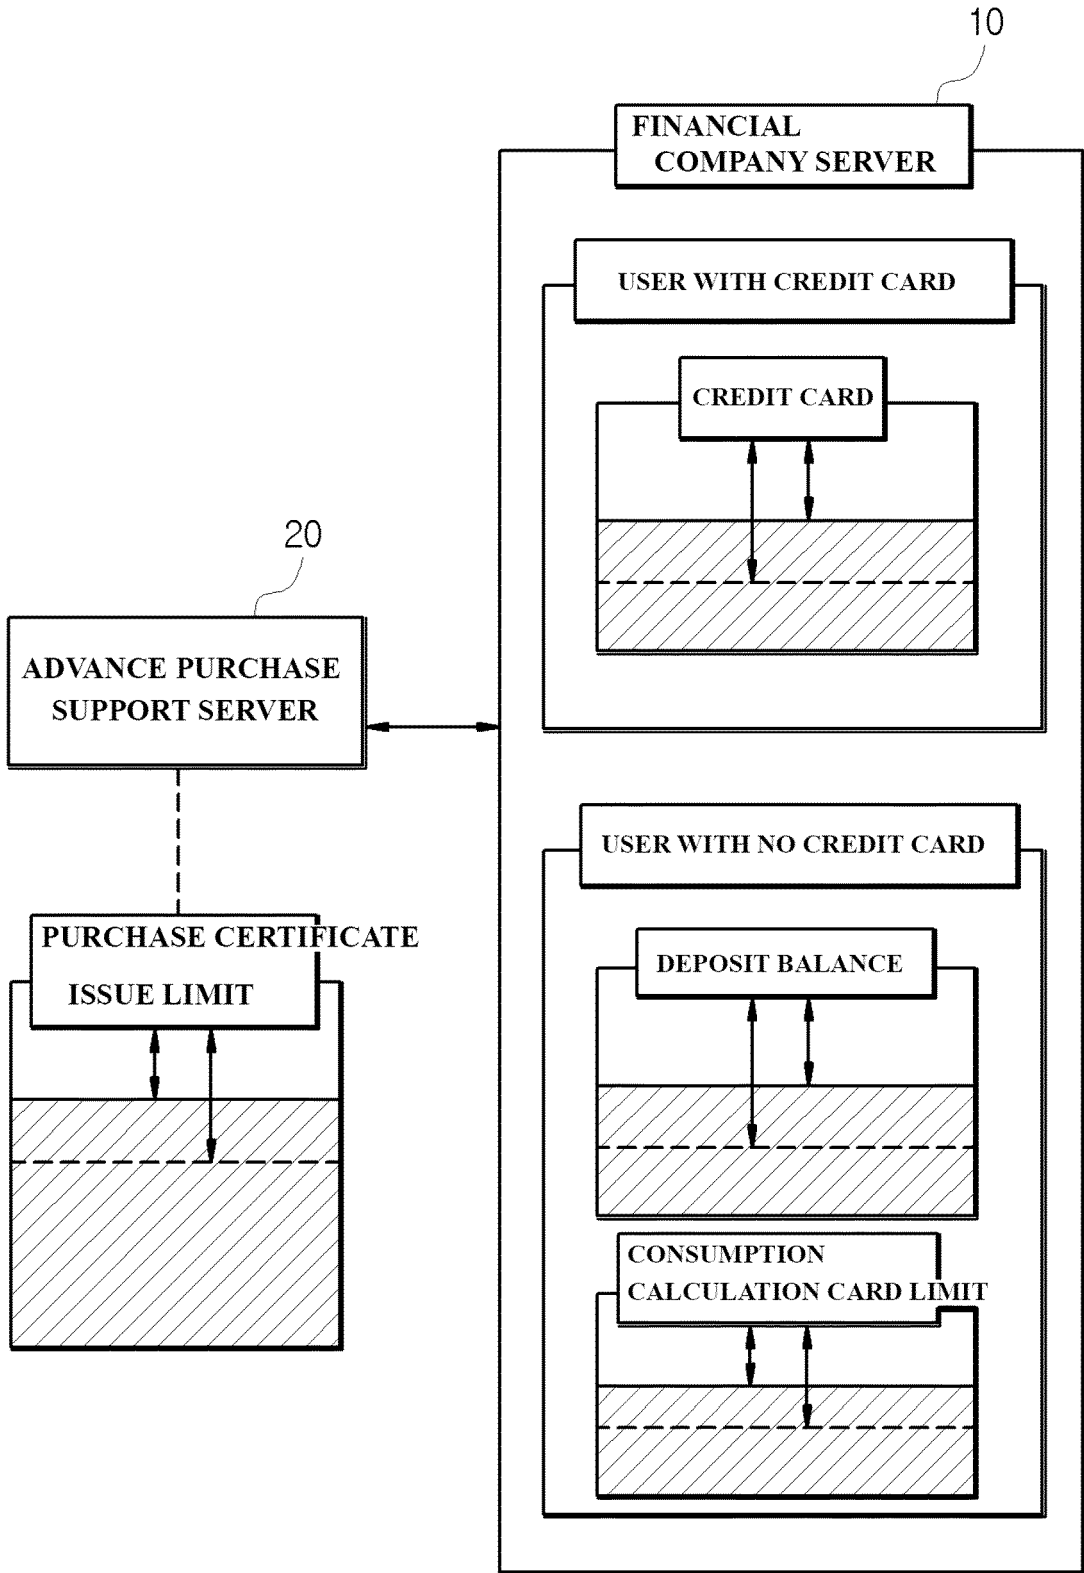 10
FINANCIAL
COMPANY SERVER
USER WITH CREDIT CARD
CREDIT CARD
20
ADVANCE PURCHASE
SUPPORT SERVER
USER WITH NO CREDIT CARD
PURCHASE CERTIFICATE
ISSUE LIMIT
DEPOSIT BALANCE
CONSUMPTION
CALCULATION CARD LIMIT